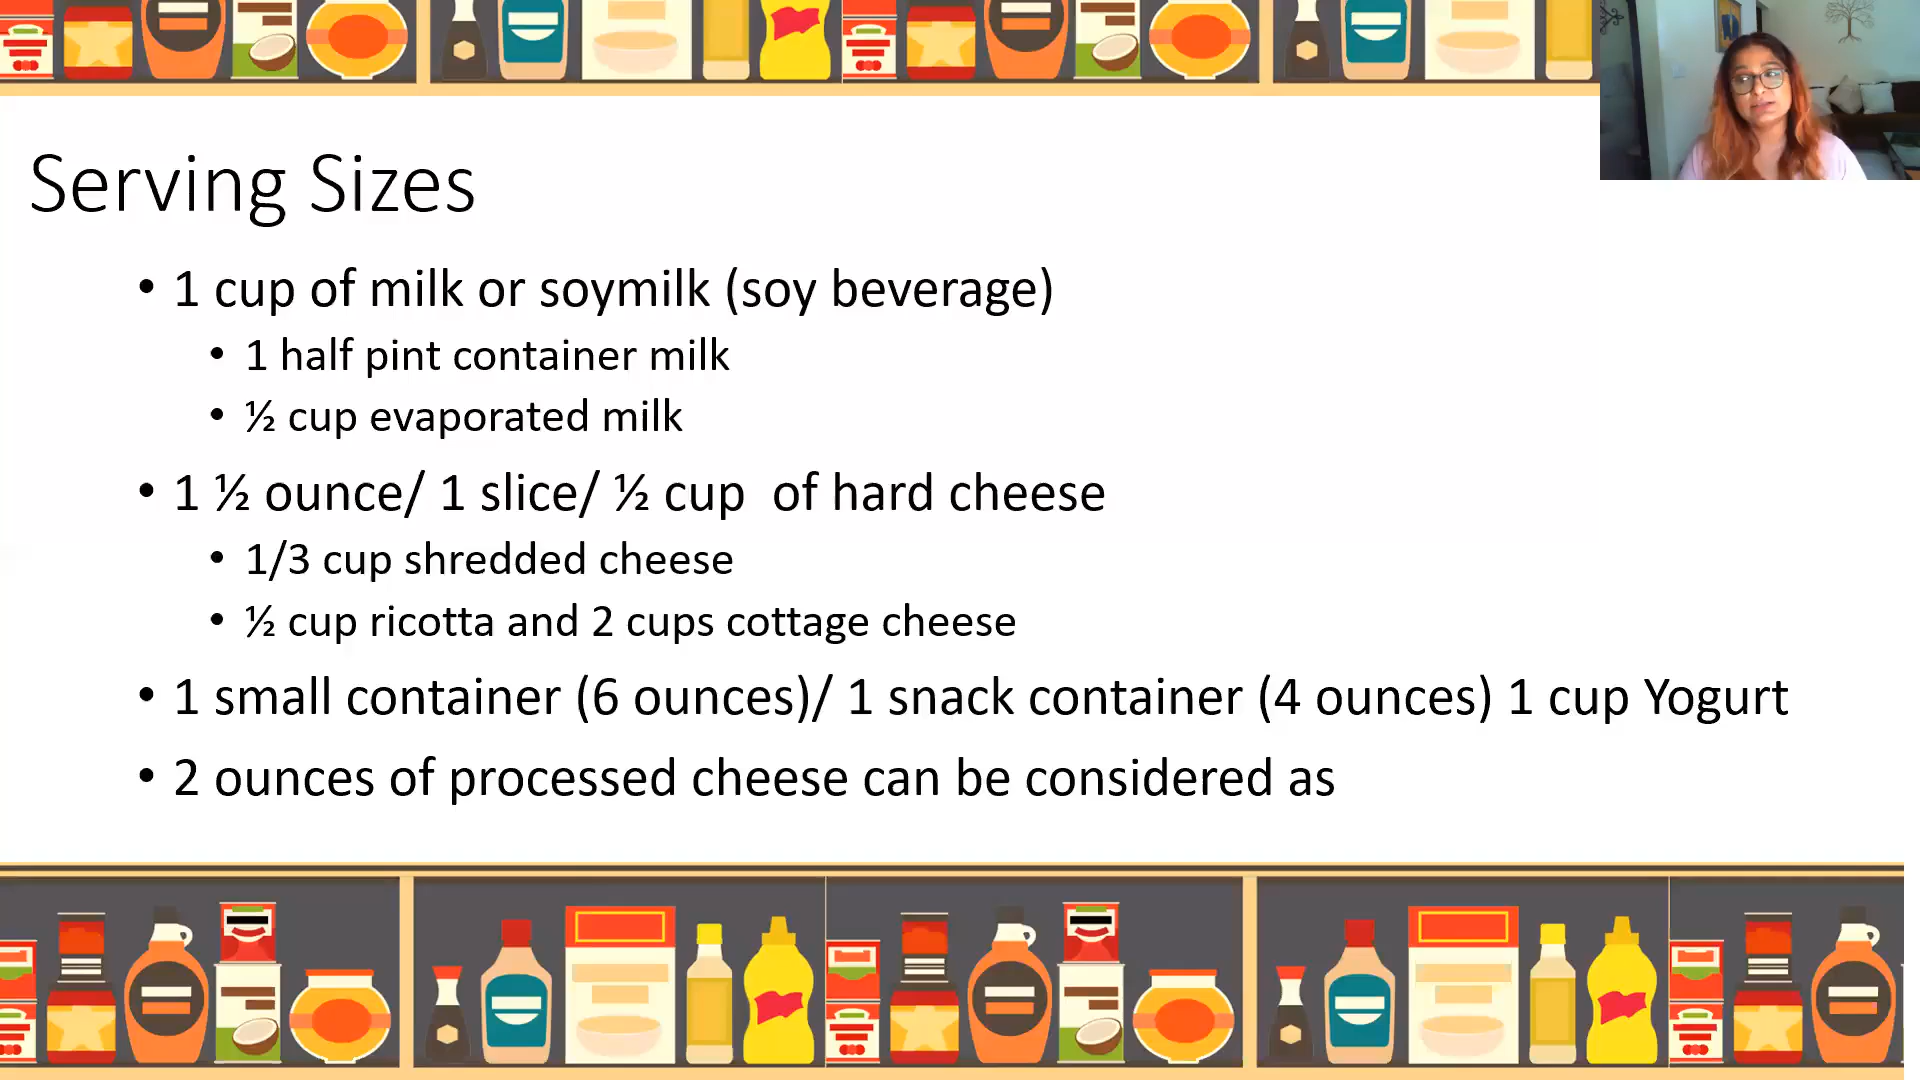 Serving Sizes
• 1 cup of milk or soymilk (soy beverage)
• 1 half pint container milk
• ½ cup evaporated milk
• 1 ½ ounce/ 1 slice/ ½ cup  of hard cheese
• 1/3 cup shredded cheese
• ½ cup ricotta and 2 cups cottage cheese
• 1 small container (6 ounces)/ 1 snack container (4 ounces) 1 cup Yogurt
• 2 ounces of processed cheese can be considered as